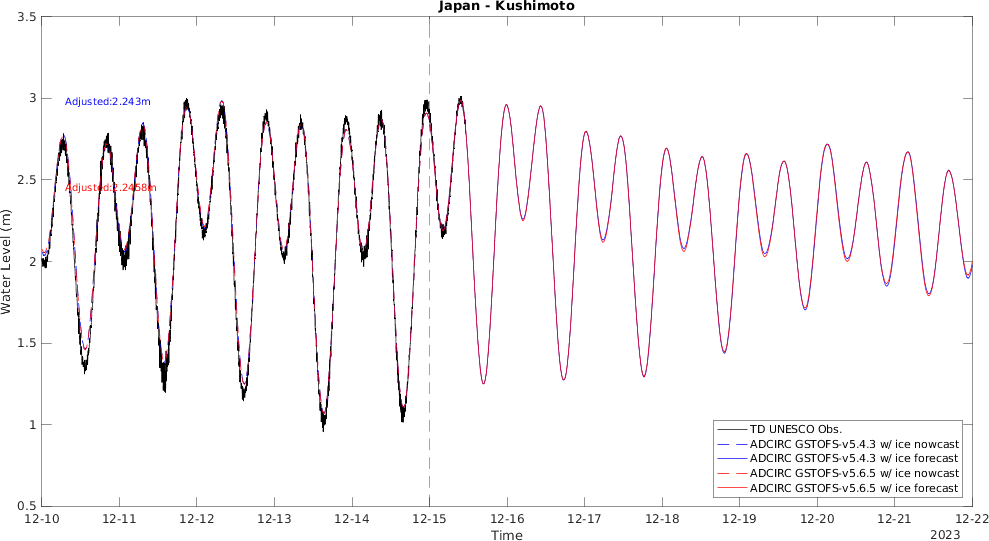 Japan - Kushimoto
3.5
3
2.5
2
1.5
1
0.5
Water Level (m)
Adjusted:2.243m
Adjusted:2.2458m
TD UNESCO Obs.
ADCIRC GSTOFS-v5.4.3 w/ ice nowcast
ADCIRC GSTOFS-v5.4.3 w/ ice forecast
ADCIRC GSTOFS-v5.6.5 w/ ice nowcast
ADCIRC GSTOFS-v5.6.5 w/ ice forecast
12-10 12-11 12-12 12-13 12-14 12-15 12-16 12-17 12-18 12-19 12-20 12-21 12-22
Time
2023